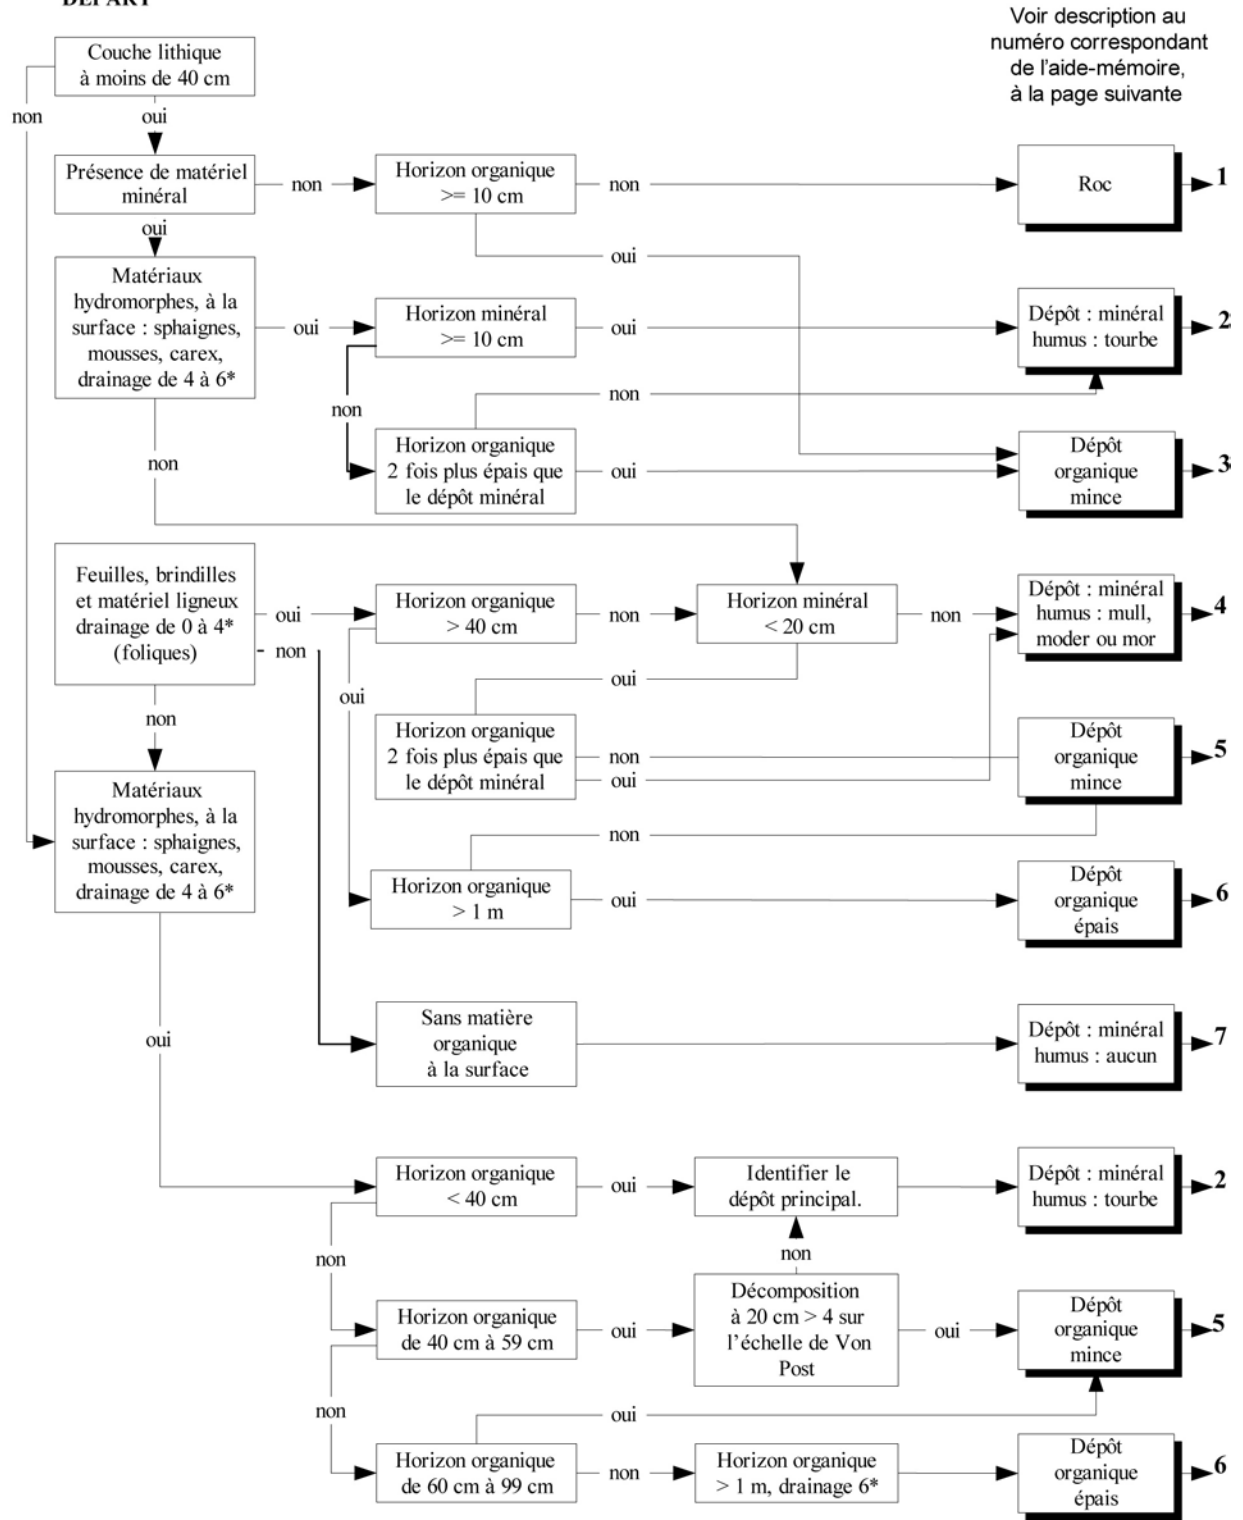 DÉPART
Voir description au
numéro correspondant
de l'aide-mémoire,
à la page suivante
Couche lithique
à moins de 40 cm
non
oui
Présence de matériel
minéral
non
Horizon organique
>= 10 cm
non
Roc
1
oui
oui
Matériaux
hydromorphes, à la
surface : sphaignes,
mousses, carex,
drainage de 4 à 6*
oui
Horizon minéral
>= 10 cm
oui
Dépôt : minéral
humus : tourbe
2
non
non
Horizon organique
2 fois plus épais que
le dépôt minéral
oui
Dépôt
organique
mince
3
non
Feuilles, brindilles
et matériel ligneux
drainage de 0 à 4*
(foliques)
oui
non
Horizon organique
> 40 cm
non
Horizon minéral
< 20 cm
non
Dépôt : minéral
humus : mull,
moder ou mor
4
oui
oui
non
Horizon organique
2 fois plus épais que
le dépôt minéral
non
oui
Dépôt
organique
mince
5
Matériaux
hydromorphes, à la
surface : sphaignes,
mousses, carex,
drainage de 4 à 6*
non
Horizon organique
> 1 m
oui
Dépôt
organique
épais
6
oui
Sans matière
organique
à la surface
Dépôt : minéral
humus : aucun
7
Horizon organique
< 40 cm
oui
Identifier le
dépôt principal.
Dépôt : minéral
humus : tourbe
2
non
non
Horizon organique
de 40 cm à 59 cm
oui
Décomposition
à 20 cm > 4 sur
l'échelle de Von
Post
oui
Dépôt
organique
mince
5
non
oui
Horizon organique
de 60 cm à 99 cm
non
Horizon organique
> 1 m, drainage 6*
Dépôt
organique
épais
6